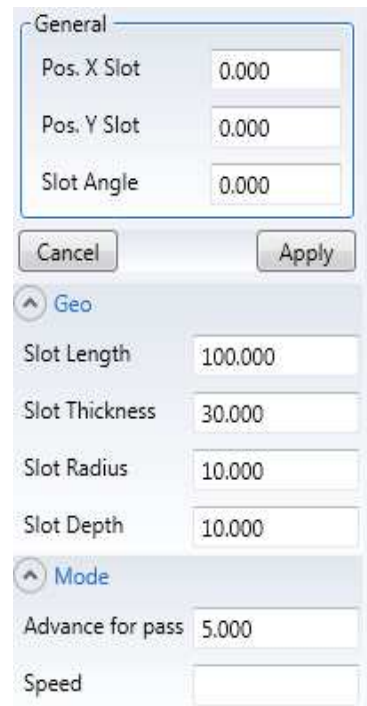 General
Pos. X Slot 0.000
Pos. Y Slot 0.000
Slot Angle 0.000
Cancel Apply
Geo
Slot Length 100.000
Slot Thickness 30.000
Slot Radius 10.000
Slot Depth 10.000
Mode
Advance for pass 5.000
Speed